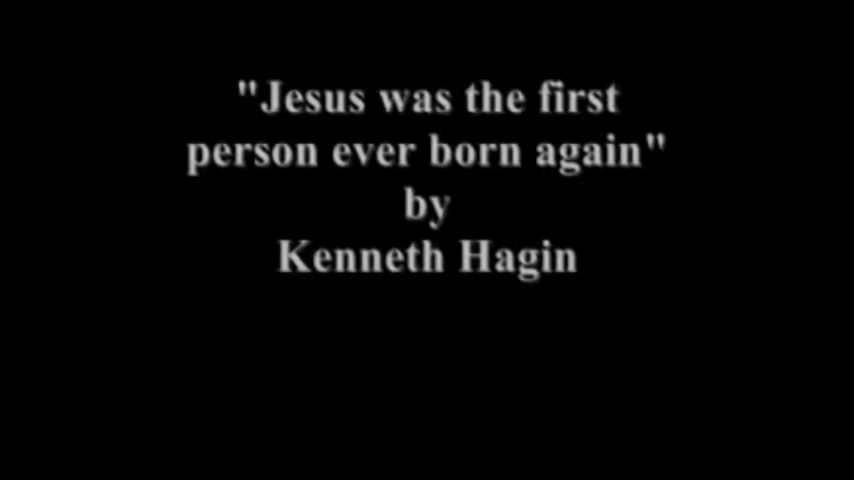 "Jesus was the first
person ever born again"
by
Kenneth Hagin